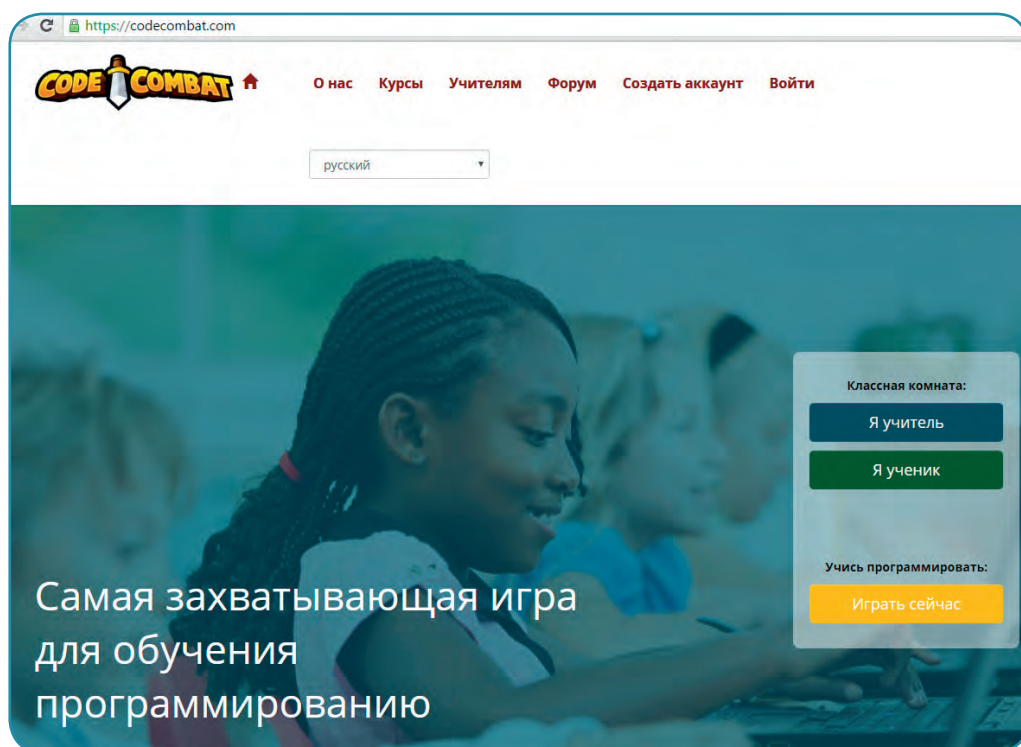 https://codecombat.com
CODE COMBAT
О нас Курсы Учителям Форум Создать аккаунт Войти
русский
Классная комната:
Я учитель
Я ученик
Учись программировать:
Играть сейчас
Самая захватывающая игра
для обучения
программированию